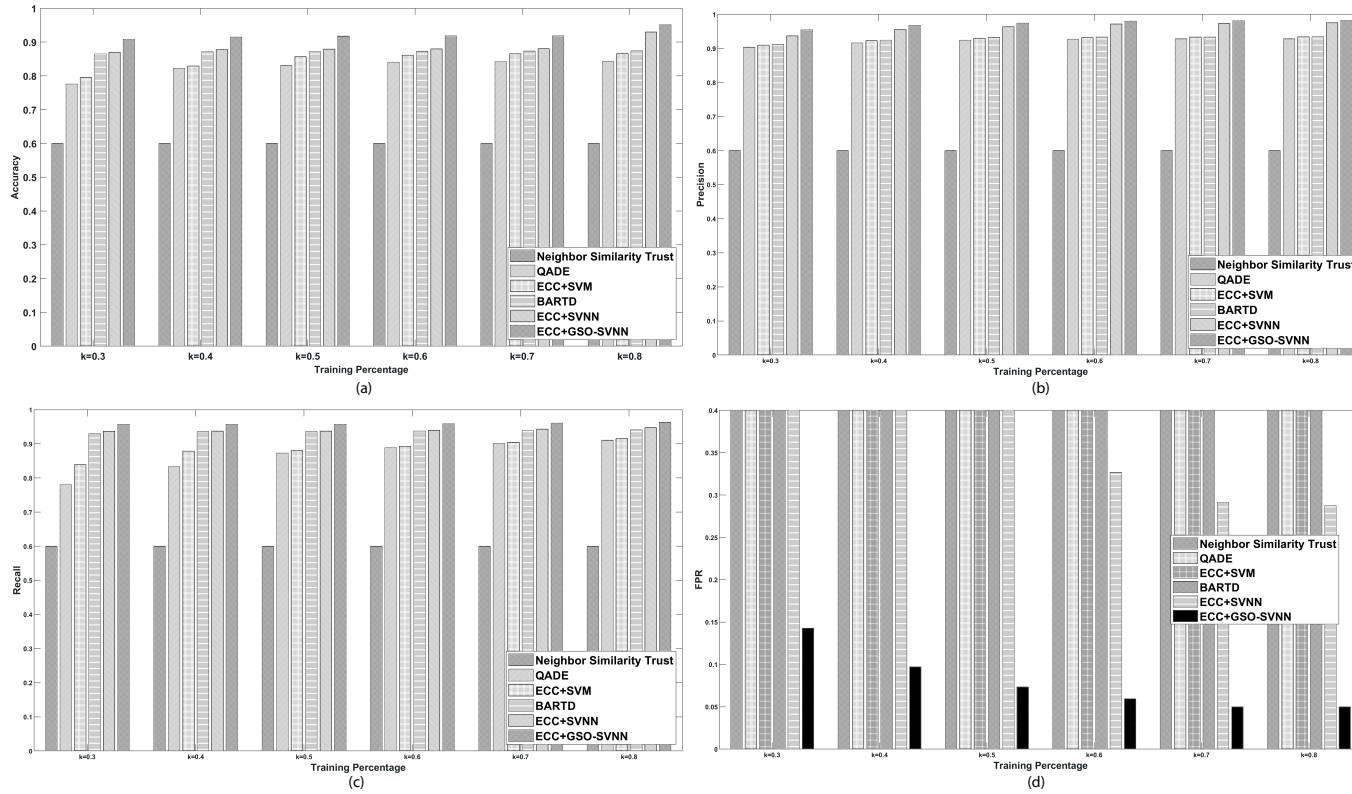 1
0.9
0.8
0.7
0.6
0.5
0.4
0.3
0.2
0.1
0
Accuracy
k=0.3
k=0.4
k=0.5
k=0.6
k=0.7
k=0.8
Training Percentage
Neighbor Similarity Trust
QADE
ECC+SVM
BARTD
ECC+SVNN
ECC+GSO-SVNN
(a)
1
0.9
0.8
0.7
0.6
0.5
0.4
0.3
0.2
0.1
0
Precision
k=0.3
k=0.4
k=0.5
k=0.6
k=0.7
k=0.8
Training Percentage
Neighbor Similarity Trust
QADE
ECC+SVM
BARTD
ECC+SVNN
ECC+GSO-SVNN
(b)
1
0.9
0.8
0.7
0.6
0.5
0.4
0.3
0.2
0.1
0
Recall
k=0.3
k=0.4
k=0.5
k=0.6
k=0.7
k=0.8
Training Percentage
Neighbor Similarity Trust
QADE
ECC+SVM
BARTD
ECC+SVNN
ECC+GSO-SVNN
(c)
0.4
0.35
0.3
0.25
0.2
0.15
0.1
0.05
0
FPR
k=0.3
k=0.4
k=0.5
k=0.6
k=0.7
k=0.8
Training Percentage
Neighbor Similarity Trust
QADE
ECC+SVM
BARTD
ECC+SVNN
ECC+GSO-SVNN
(d)